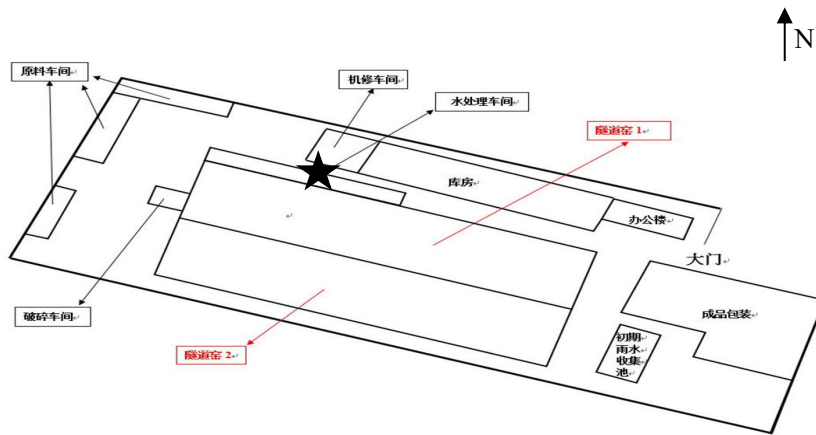 N
原料车间
机修车间
水处理车间
隧道窑 1
库房
办公楼
大门
成品包装
初期
雨水
收集
池
破碎车间
隧道窑 2